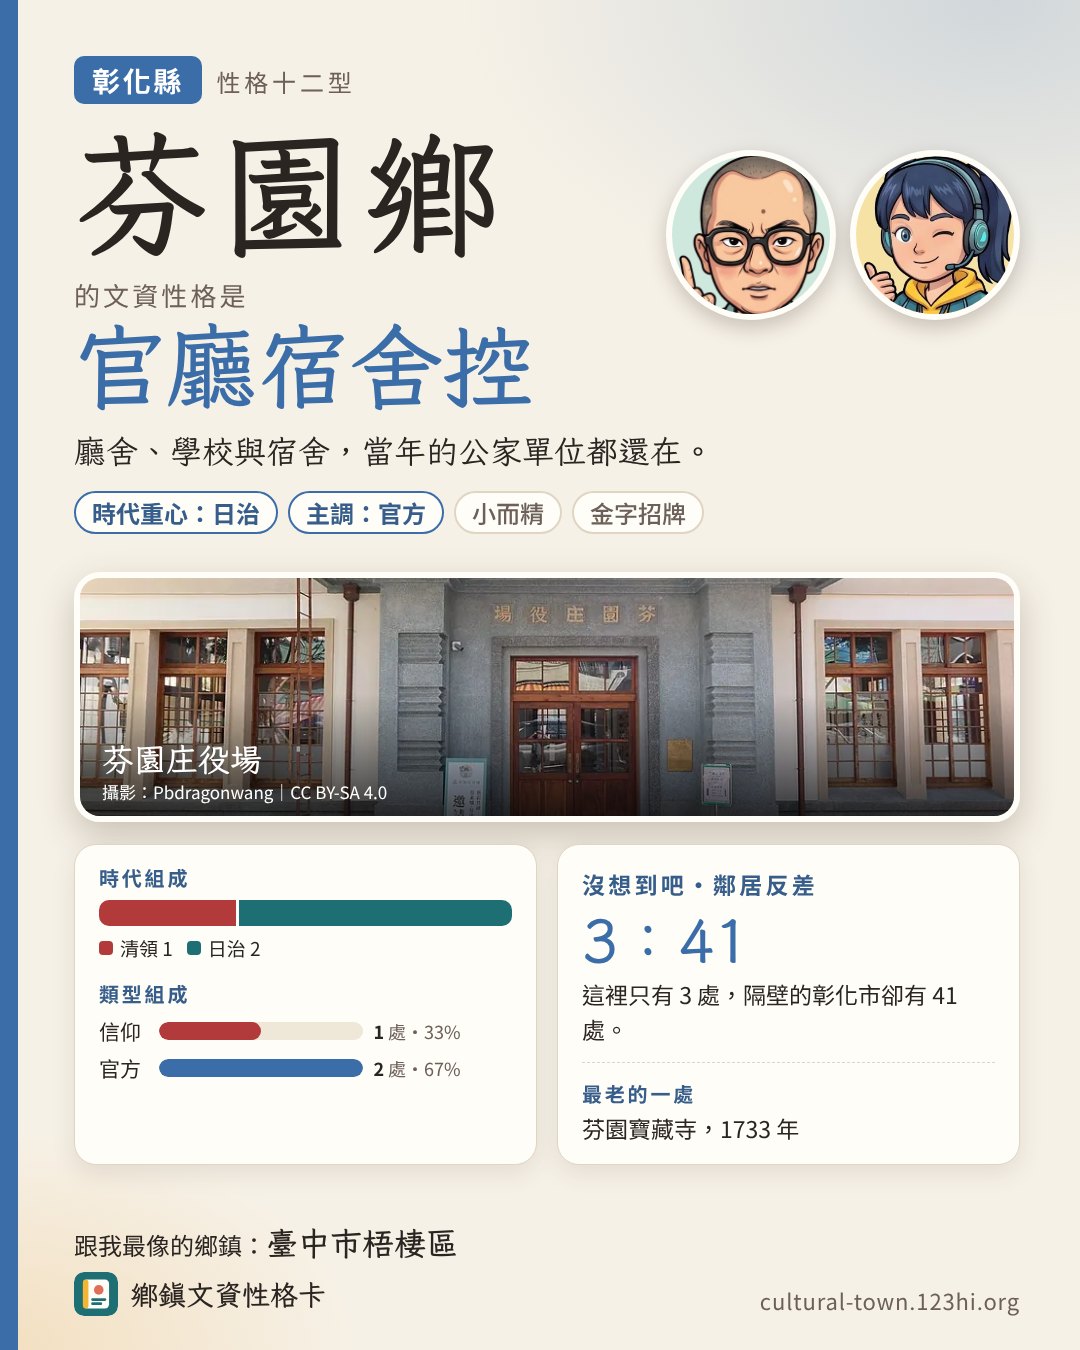 彰化縣 性格十二型
芬園鄉
的文資性格是
官廳宿舍控
廳舍、學校與宿舍，當年的公家單位都還在。
時代重心：日治 主調：官方 小而精 金字招牌
場役庄園芬
芬園庄役場
攝影：Pbdragonwang｜CC BY-SA 4.0
時代組成
清領 1 日治 2
類型組成
信仰 1 處・33%
官方 2 處・67%
沒想到吧・鄰居反差
3：41
這裡只有 3 處，隔壁的彰化市卻有 41
處。
最老的一處
芬園寶藏寺，1733 年
跟我最像的鄉鎮：臺中市梧棲區
鄉鎮文資性格卡
cultural-town.123hi.org